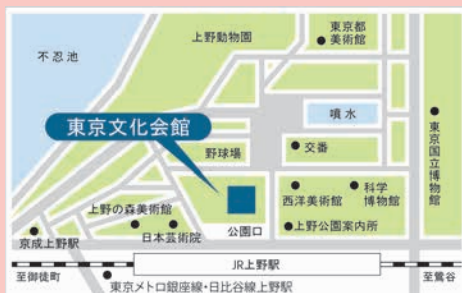 上野動物園
東京都
美術館
不忍池
噴水
東京文化会館
野球場
交番
東京国立博物館
西洋美術館
科学
博物館
上野の森美術館
日本芸術院
公園口
上野公園案内所
京成上野駅
JR上野駅
至御徒町
至鶯谷
東京メトロ銀座線・日比谷線上野駅